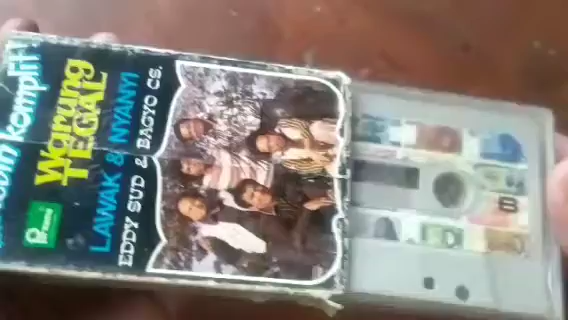 komplit!
Warung
TEGAL
LAWAK & NYANYI
EDDY SUD & BAGYO CS.
B